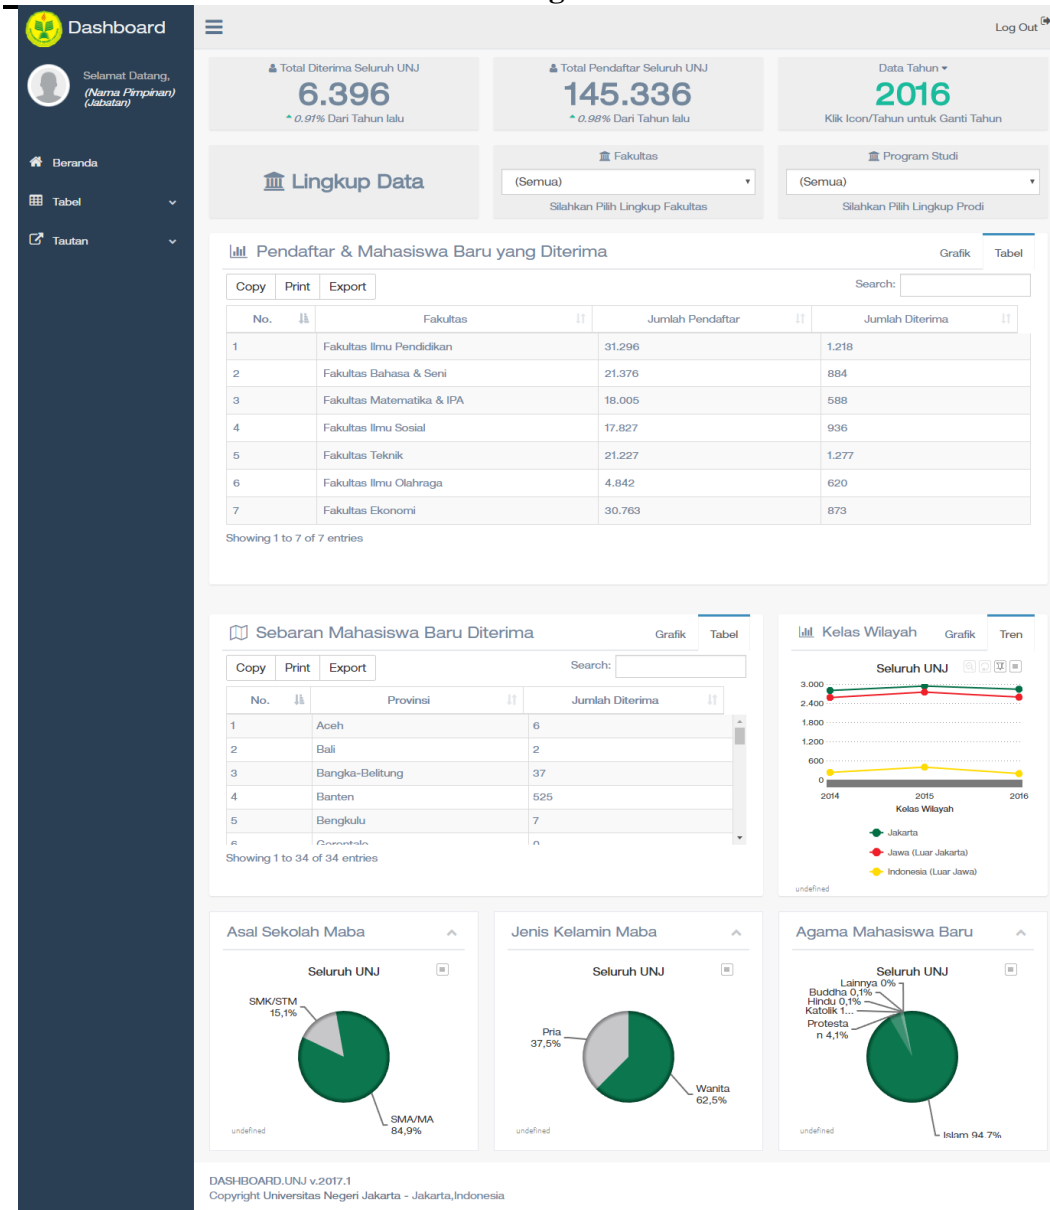 Dashboard
Log Out
Selamat Datang,
(Nama Pimpinan)
(Jabatan)
Beranda
Tabel
Tautan
Total Diterima Seluruh UNJ
6.396
0.91% Dari Tahun lalu
Total Pendaftar Seruruh UNJ
145.336
0.98% Dari Tahun lalu
Data Tahun
2016
Klik Icon/Tahun untuk Ganti Tahun
Lingkup Data
Fakultas
(Semua)
Silahkan Pilih Lingkup Fakultas
Program Studi
(Semua)
Silahkan Pilih Lingkup Prodi
Pendaftar & Mahasiswa Baru yang Diterima
Grafik Tabel
Copy Print Export
Search:
No. Fakultas Jumlah Pendaftar Jumlah Diterima
1 Fakultas Ilmu Pendidikan 31.296 1.218
2 Fakultas Bahasa & Seni 21.376 884
3 Fakultas Matematika & IPA 18.005 588
4 Fakultas Ilmu Sosial 17.827 936
5 Fakultas Teknik 21.227 1.277
6 Fakultas Ilmu Olahraga 4.842 620
7 Fakultas Ekonomi 30.763 873
Showing 1 to 7 of 7 entries
Sebaran Mahasiswa Baru Diterima
Grafik Tabel
Copy Print Export
Search:
No. Provinsi Jumlah Diterima
1 Aceh 6
2 Bali 2
3 Bangka-Belitung 37
4 Banten 525
5 Bengkulu 7
6 Gorontalo 0
Showing 1 to 34 of 34 entries
Kelas Wilayah
Grafik Tren
Seluruh UNJ
3.000
2.400
1.800
1.200
600
0
2014 2015 2016
Kelas Wilayah
Jakarta
Jawa (Luar Jakarta)
Indonesia (Luar Jawa)
undefined
Asal Sekolah Maba
Seluruh UNJ
SMK/STM
15,1%
SMA/MA
84,9%
undefined
Jenis Kelamin Maba
Seluruh UNJ
Pria
37,5%
Wanita
62,5%
undefined
Agama Mahasiswa Baru
Seluruh UNJ
Lainnya 0%
Buddha 0,1%
Hindu 0,1%
Katolik 1...
Protesta
n 4,1%
Islam 94,7%
undefined
DASHBOARD.UNJ v.2017.1
Copyright Universitas Negeri Jakarta - Jakarta,Indonesia